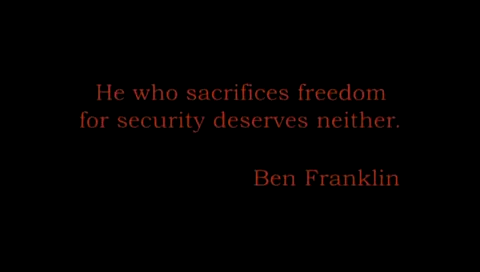 He who sacrifices freedom
for security deserves neither.
Ben Franklin